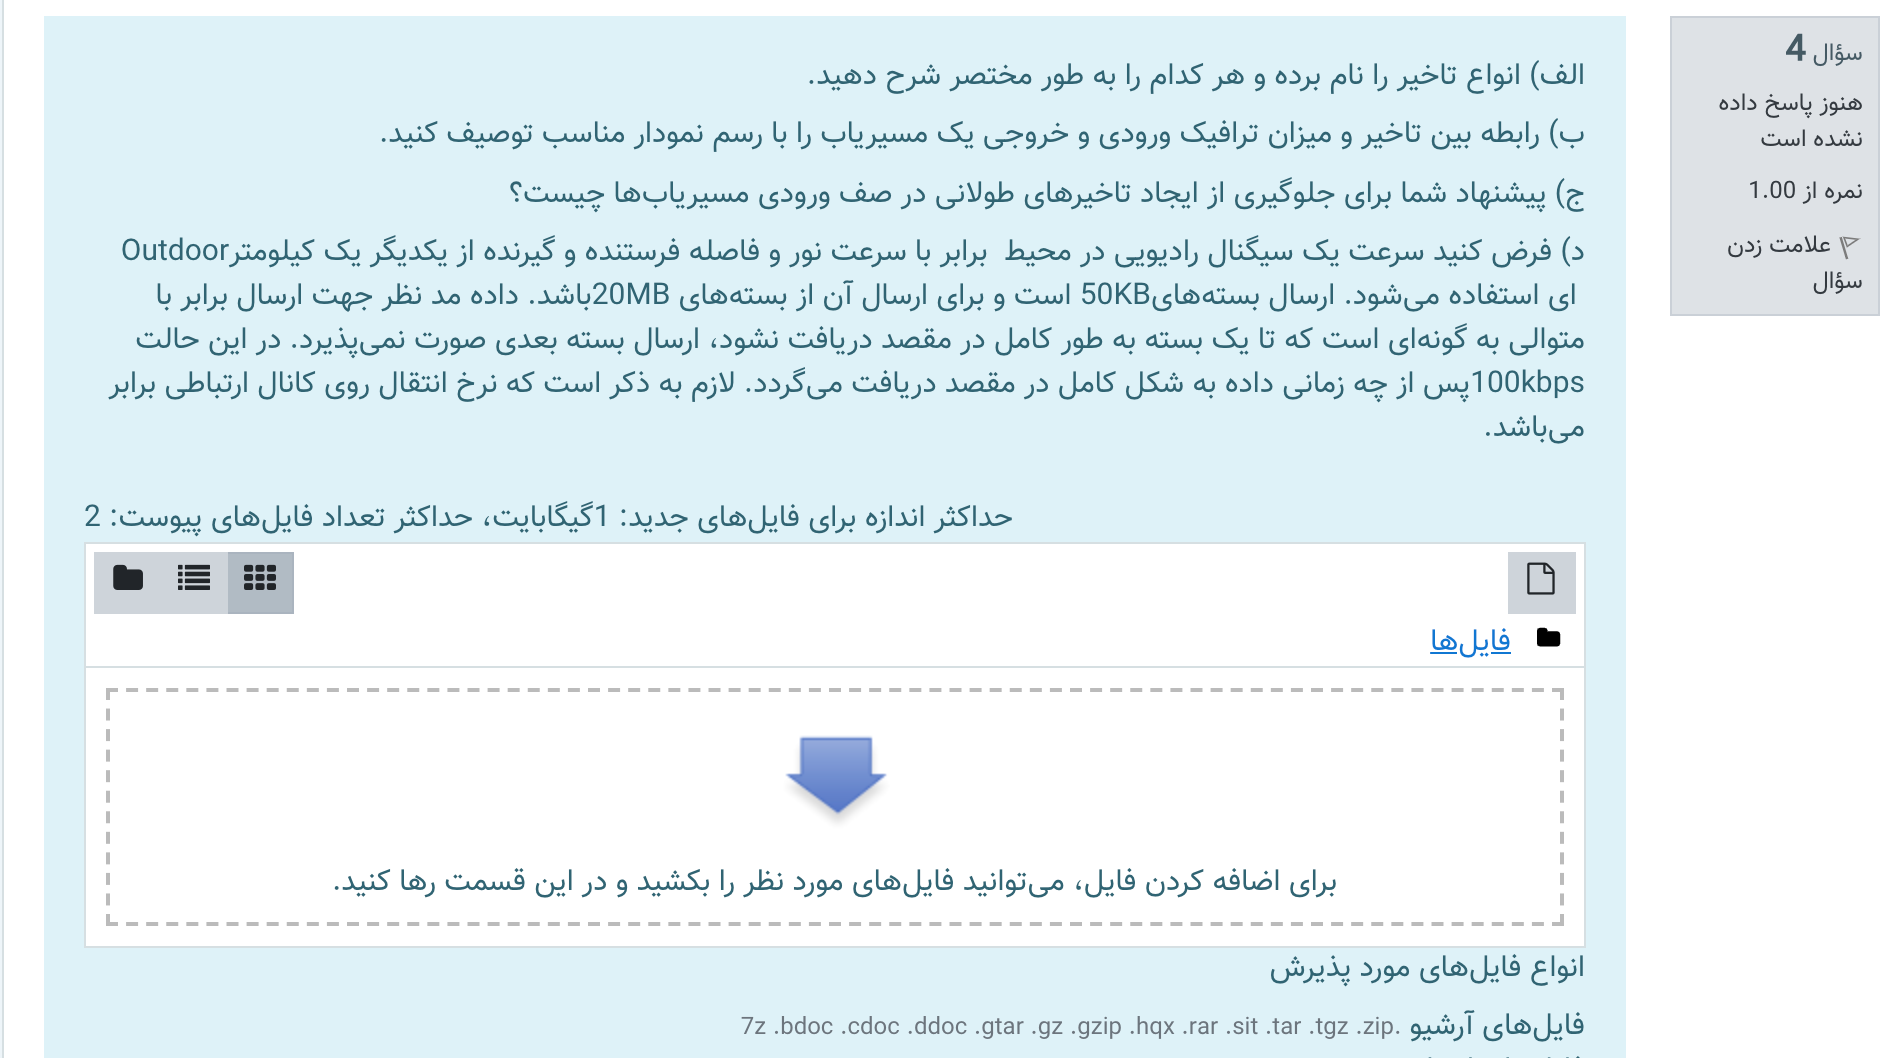 سؤال 4
هنوز پاسخ داده
نشده است
نمره از 1.00
علامت زدن
سؤال
الف) انواع تاخیر را نام برده و هر کدام را به طور مختصر شرح دهید.
ب) رابطه بین تاخیر و میزان ترافیک ورودی و خروجی یک مسیریاب را با رسم نمودار مناسب توصیف کنید.
ج) پیشنهاد شما برای جلوگیری از ایجاد تاخیرهای طولانی در صف ورودی مسیریاب‌ها چیست؟
د) فرض کنید سرعت یک سیگنال رادیویی در محیط برابر با سرعت نور و فاصله فرستنده و گیرنده از یکدیگر یک کیلومترOutdoor
ای استفاده می‌شود. ارسال بسته‌های50KB است و برای ارسال آن از بسته‌های 20MBباشد. داده مد نظر جهت ارسال برابر با
متوالی به گونه‌ای است که تا یک بسته به طور کامل در مقصد دریافت نشود، ارسال بسته بعدی صورت نمی‌پذیرد. در این حالت
100kbpsپس از چه زمانی داده به شکل کامل در مقصد دریافت می‌گردد. لازم به ذکر است که نرخ انتقال روی کانال ارتباطی برابر
می‌باشد.
حداکثر اندازه برای فایل‌های جدید: 1گیگابایت، حداکثر تعداد فایل‌های پیوست: 2
فایل‌ها
برای اضافه کردن فایل، می‌توانید فایل‌های مورد نظر را بکشید و در این قسمت رها کنید.
انواع فایل‌های مورد پذیرش
فایل‌های آرشیو .7z .bdoc .cdoc .ddoc .gtar .gz .gzip .hqx .rar .sit .tar .tgz .zip